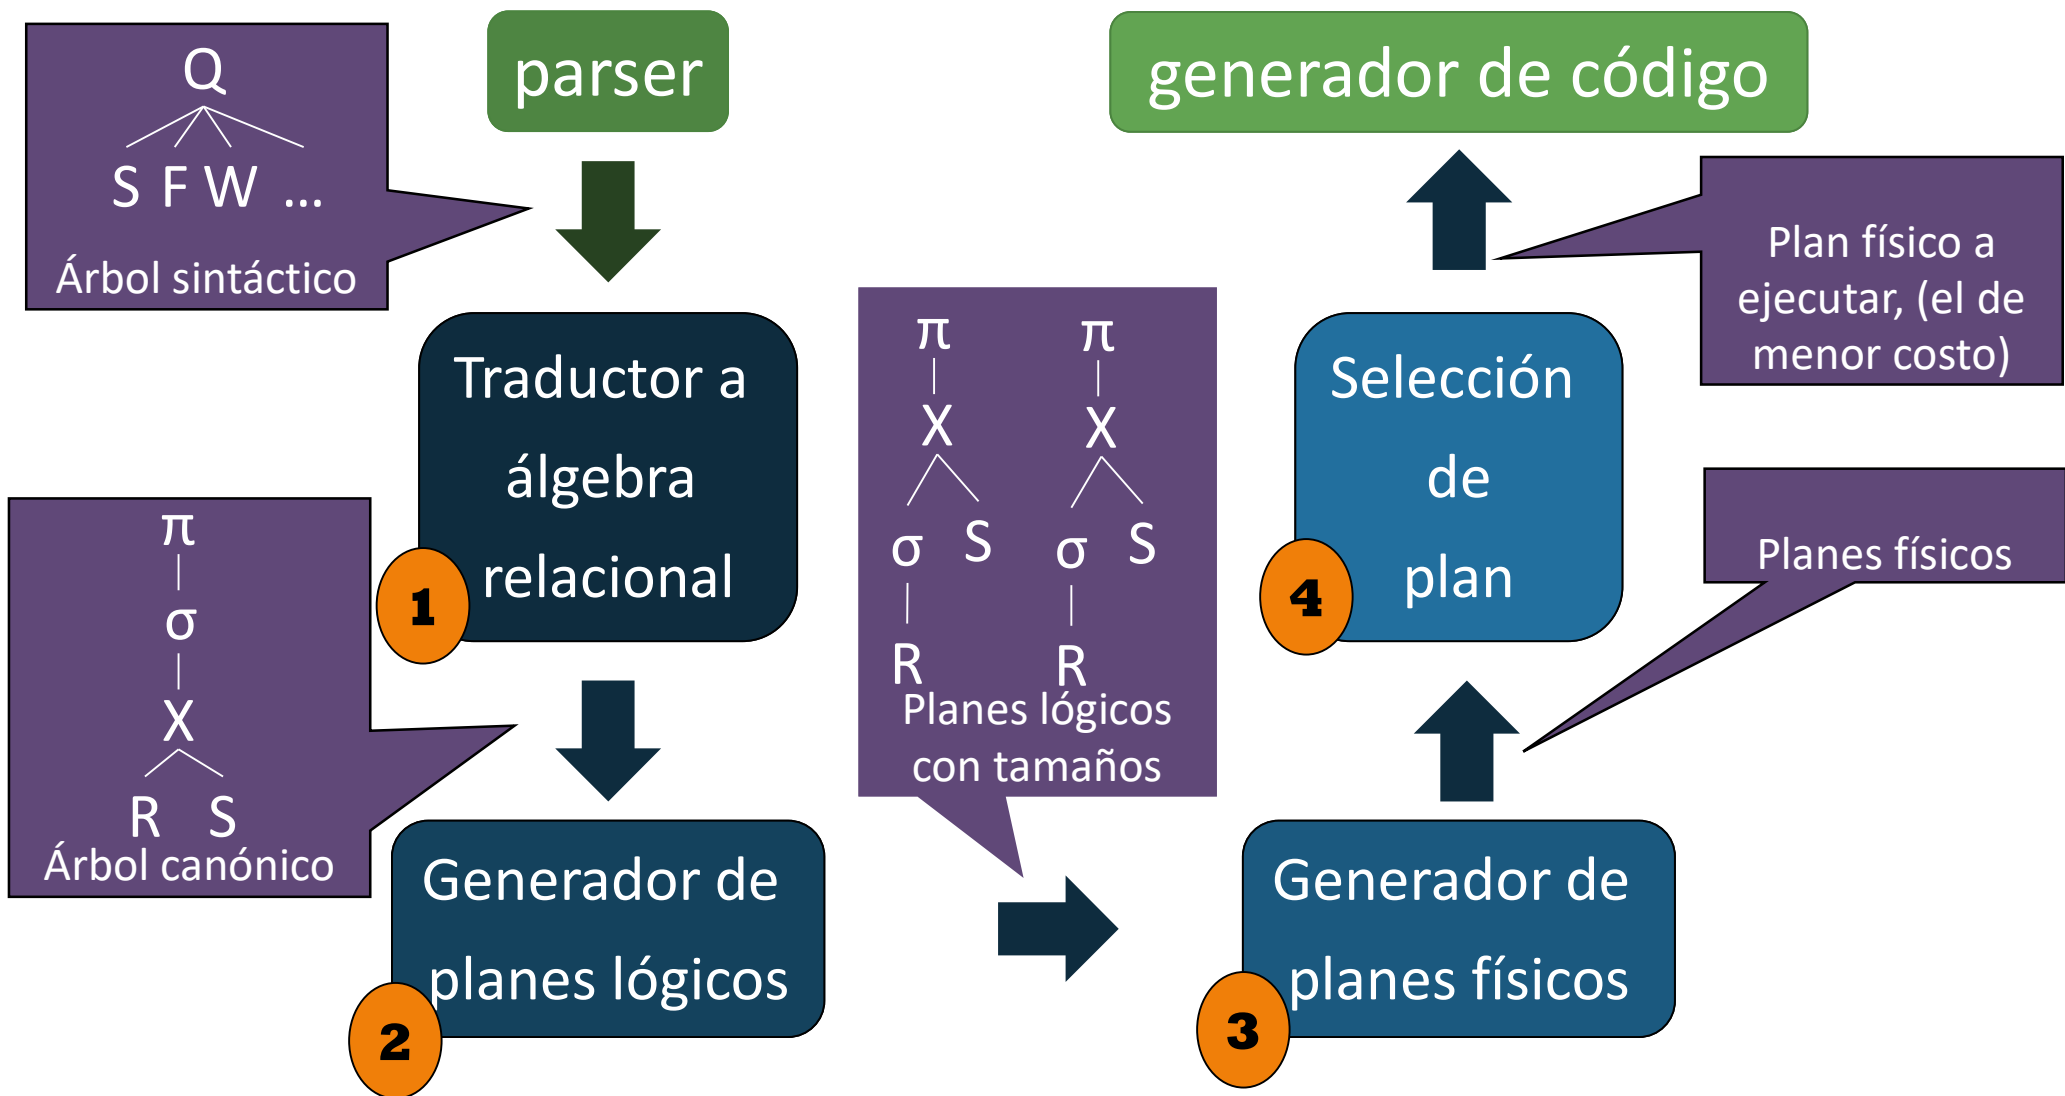 Q
S F W ...
Árbol sintáctico
parser
generador de código
Plan físico a
ejecutar, (el de
menor costo)
Traductor a
álgebra
relacional
1
π
σ
X
R S
Árbol canónico
Generador de
planes lógicos
2
π π
X X
σ S σ S
R R
Planes lógicos
con tamaños
Generador de
planes físicos
3
Planes físicos
Selección
de
plan
4